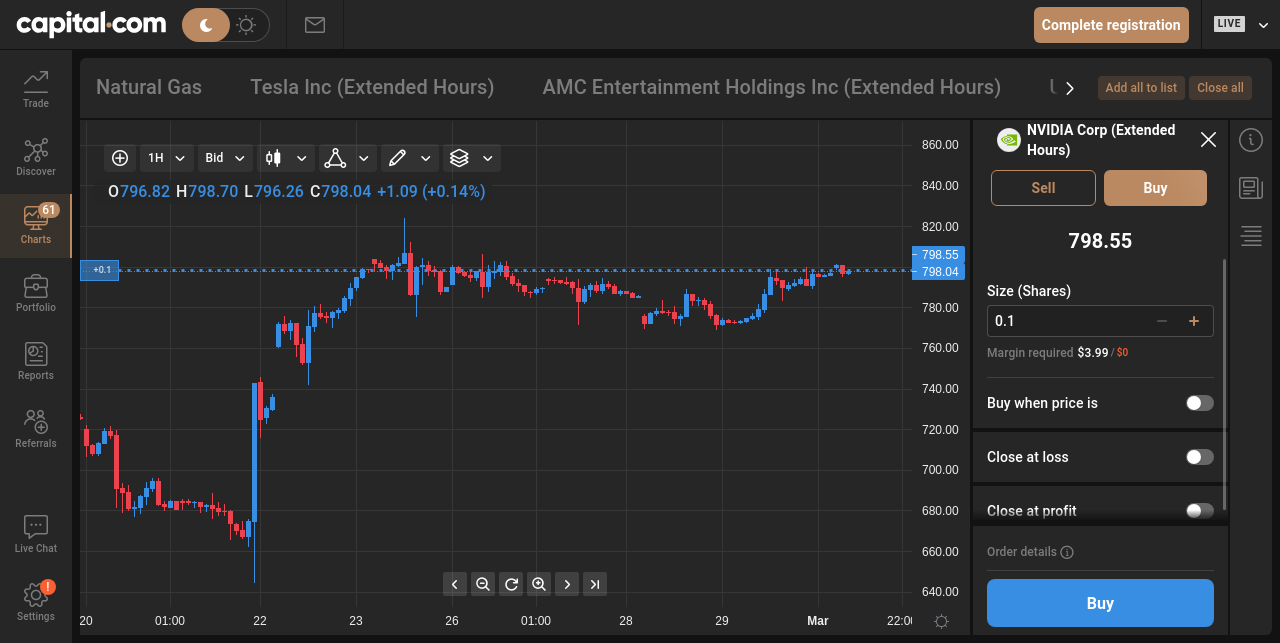 capital.com
Complete registration
LIVE
Trade
Discover
61
Charts
Portfolio
Reports
Referrals
Live Chat
!
Settings
Natural Gas
Tesla Inc (Extended Hours)
AMC Entertainment Holdings Inc (Extended Hours)
Add all to list
Close all
1H
Bid
O796.82 H798.70 L796.26 C798.04 +1.09 (+0.14%)
+0.1
860.00
840.00
820.00
798.55
798.04
780.00
760.00
740.00
720.00
700.00
680.00
660.00
640.00
20
01:00
22
23
26
01:00
28
29
Mar
22:00
NVIDIA Corp (Extended
Hours)
Sell
Buy
798.55
Size (Shares)
0.1
Margin required $3.99 / $0
Buy when price is
Close at loss
Close at profit
Order details
Buy